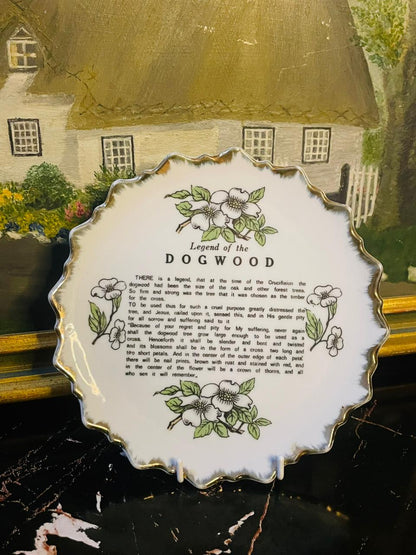 Legend of the
DOGWOOD
THERE is a legend, that at the time of the Crucifixion the
dogwood had been the size of the oak and other forest trees.
So firm and strong was the tree that it was chosen as the timber
for the cross.
TO be used thus for such a cruel purpose greatly distressed the
tree, and Jesus, nailed upon it, sensed this, and in His gentle pity
for all sorrow and suffering said to it
"Because of your regret and pity for My suffering, never again
shall the dogwood tree grow large enough to be used as a
cross. Henceforth it shall be slender and bent and twisted
and its blossoms shall be in the form of a cross two long and
two short petals. And in the center of the outer edge of each petal
there will be nail prints, brown with rust and stained with red, and
in the center of the flower will be a crown of thorns, and all
who see it will remember.